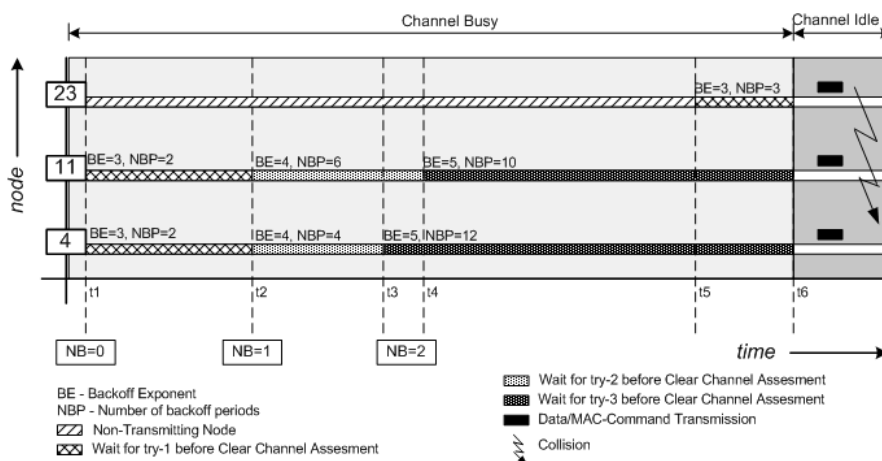 Channel Busy
Channel Idle
node
23
BE=3, NBP=3
11
BE=3, NBP=2
BE=4, NBP=6
BE=5, NBP=10
4
BE=3, NBP=2
BE=4, NBP=4
BE=5, NBP=12
t1
t2
t3
t4
t5
t6
NB=0
NB=1
NB=2
time
BE - Backoff Exponent
NBP - Number of backoff periods
Non-Transmitting Node
Wait for try-1 before Clear Channel Assesment
Wait for try-2 before Clear Channel Assesment
Wait for try-3 before Clear Channel Assesment
Data/MAC-Command Transmission
Collision